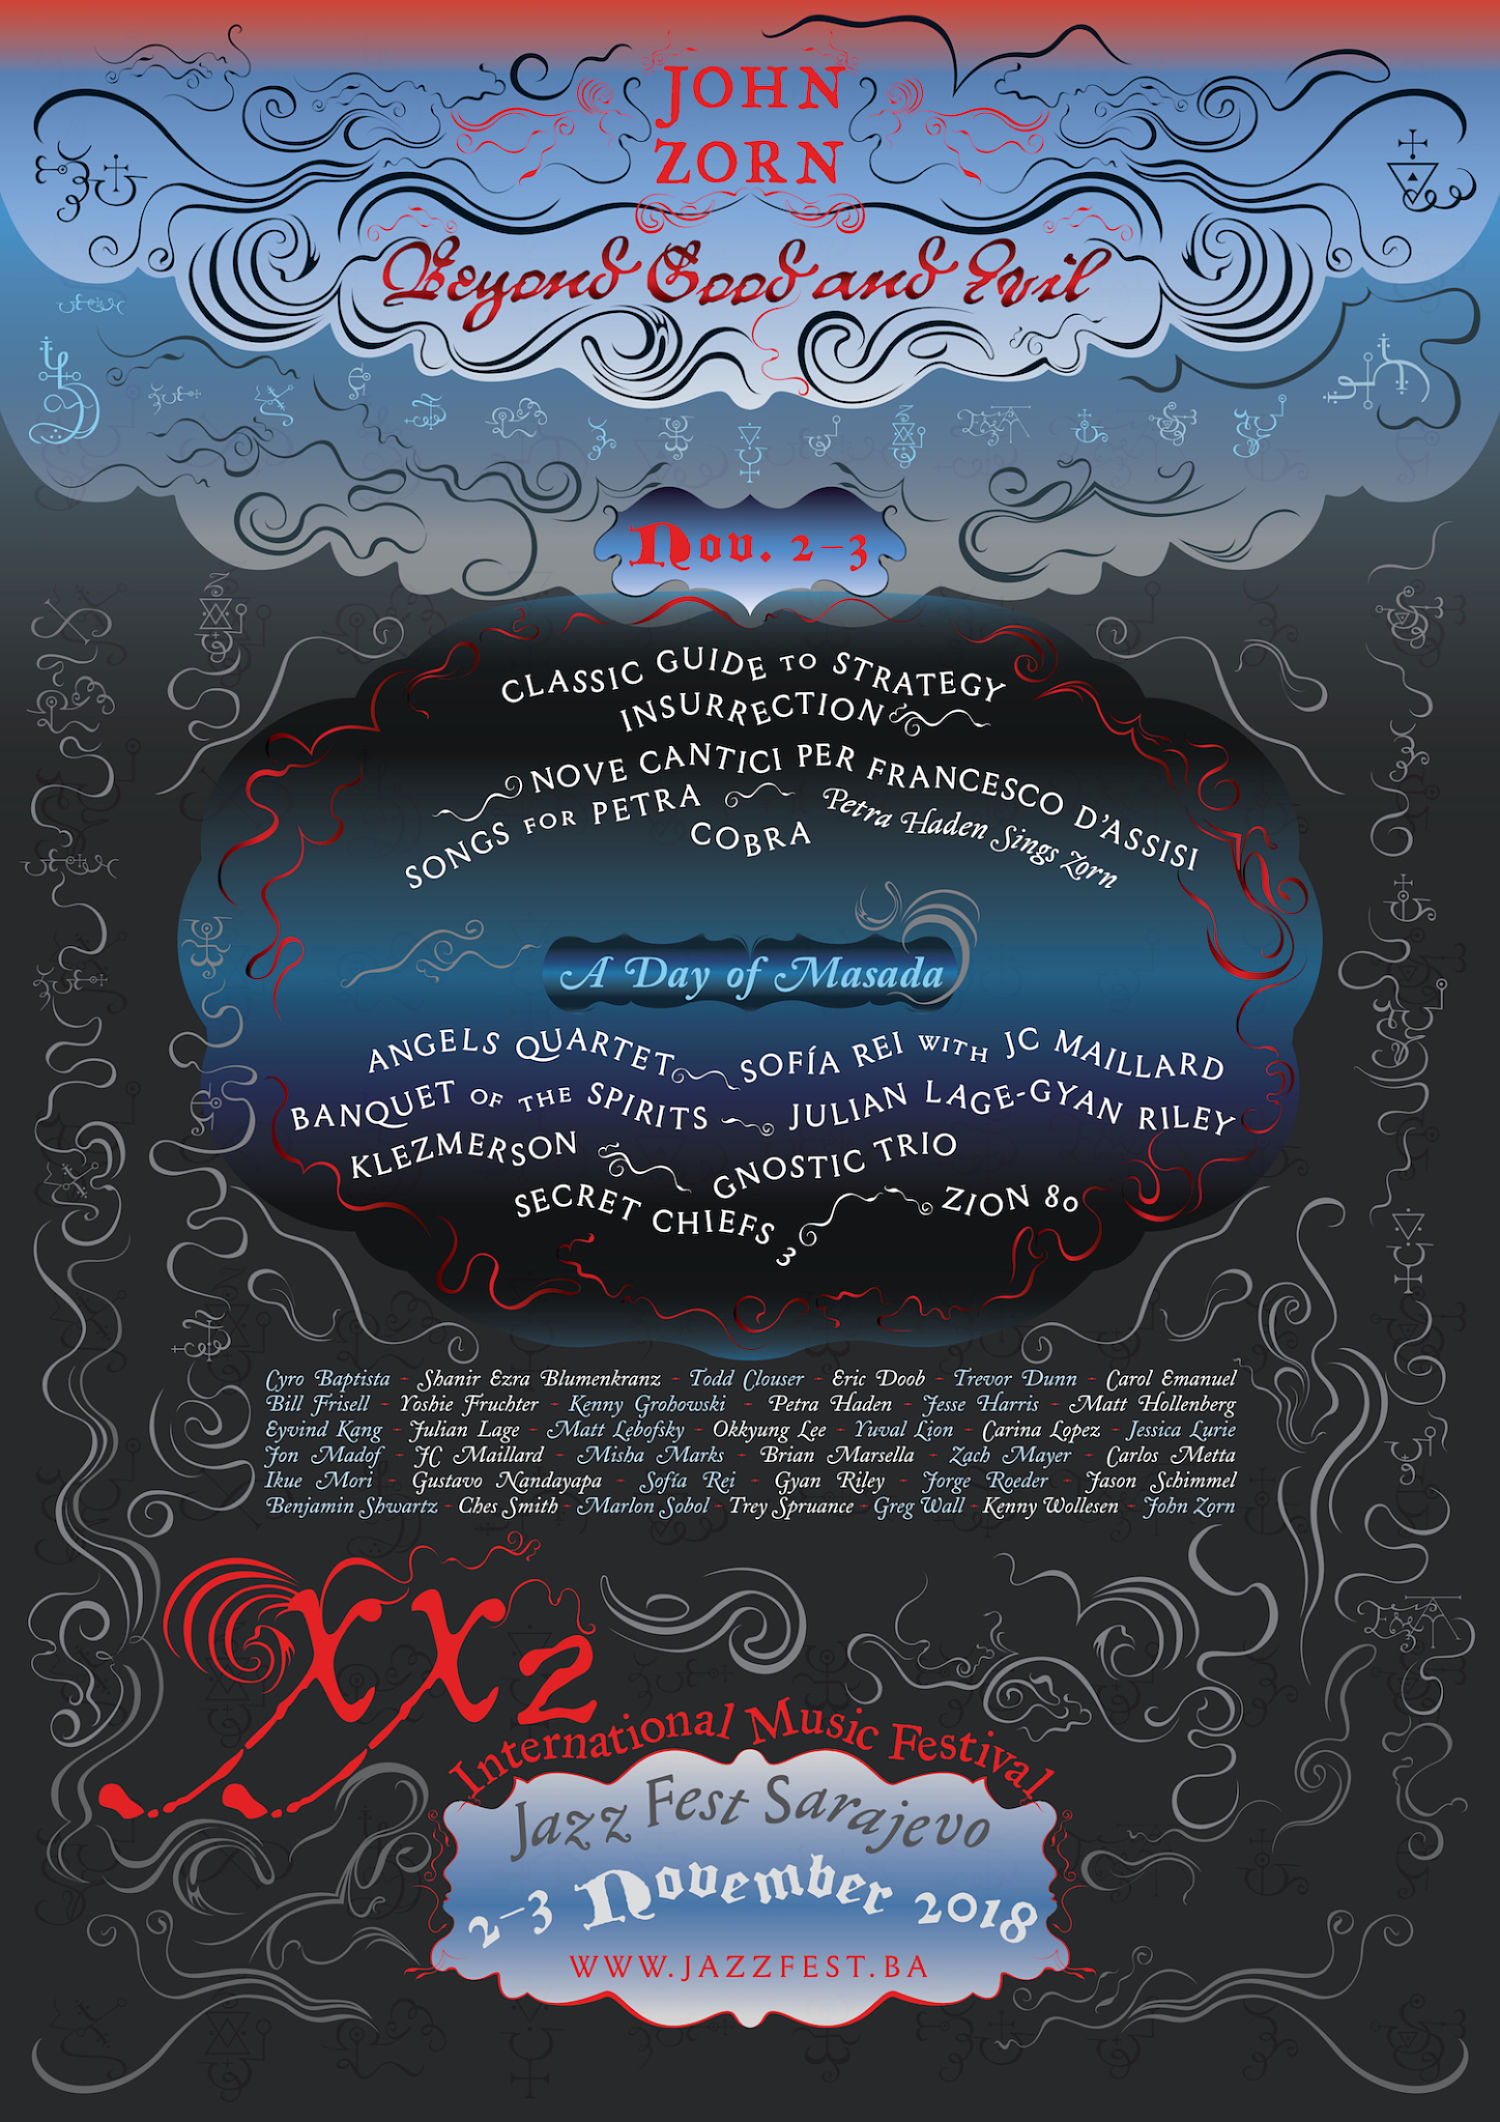 JOHN
ZORN
Beyond Good and Evil
Nov. 2–3
CLASSIC GUIDE TO STRATEGY
INSURRECTION
NOVE CANTICI PER FRANCESCO D'ASSISI
SONGS FOR PETRA
Petra Haden Sings Zorn
COBRA
A Day of Masada
ANGELS QUARTET
SOFÍA REI WITH JC MAILLARD
BANQUET OF THE SPIRITS
JULIAN LAGE-GYAN RILEY
KLEZMERSON
GNOSTIC TRIO
SECRET CHIEFS 3
ZION 80
Cyro Baptista - Shanir Ezra Blumenkranz - Todd Clouser - Eric Doob - Trevor Dunn - Carol Emanuel
Bill Frisell - Yoshie Fruchter - Kenny Grohowski - Petra Haden - Jesse Harris - Matt Hollenberg
Eyvind Kang - Julian Lage - Matt Lebofsky - Okkyung Lee - Yuval Lion - Carina Lopez - Jessica Lurie
Jon Madof - JC Maillard - Misha Marks - Brian Marsella - Zach Mayer - Carlos Metta
Ikue Mori - Gustavo Nandayapa - Sofía Rei - Gyan Riley - Jorge Roeder - Jason Schimmel
Benjamin Shwartz - Ches Smith - Marlon Sobol - Trey Spruance - Greg Wall - Kenny Wollesen - John Zorn
XX2
International Music Festival
Jazz Fest Sarajevo
2–3 November 2018
WWW.JAZZFEST.BA